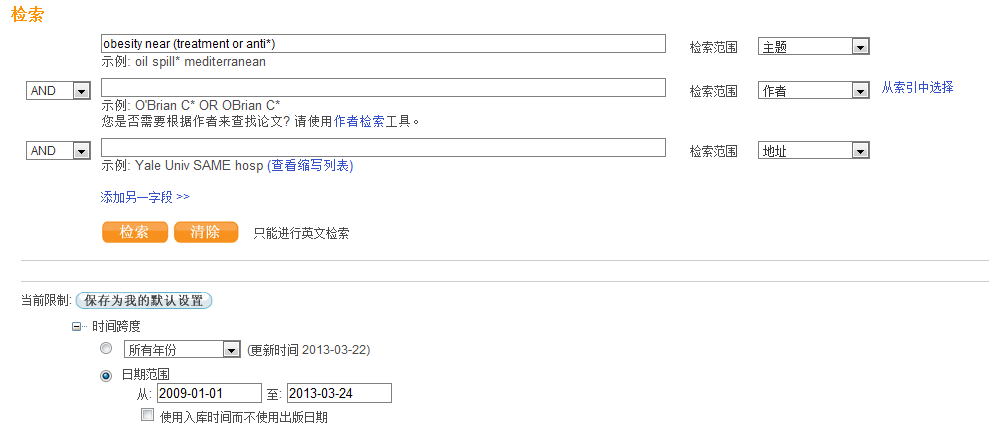 检索
obesity near (treatment or anti*) 检索范围 主题
示例: oil spill* mediterranean
AND 检索范围 作者 从索引中选择
示例: O'Brian C* OR OBrian C*
您是否需要根据作者来查找论文? 请使用作者检索工具。
AND 检索范围 地址
示例: Yale Univ SAME hosp (查看缩写列表)
添加另一字段 >>
检索 清除 只能进行英文检索
当前限制: 保存为我的默认设置
时间跨度
所有年份 (更新时间 2013-03-22)
日期范围
从: 2009-01-01 至: 2013-03-24
使用入库时间而不使用出版日期